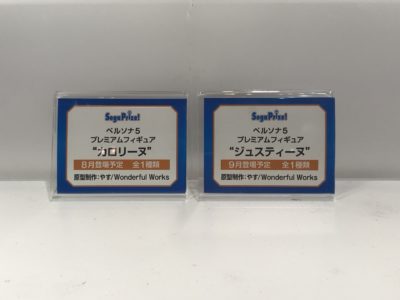 SegaPrize!
ペルソナ5
プレミアムフィギュア
"カロリーヌ"
8月登場予定 全1種類
原型制作:やす/Wonderful Works
SegaPrize!
ペルソナ5
プレミアムフィギュア
"ジュスティーヌ"
9月登場予定 全1種類
原型制作:やす/Wonderful Works